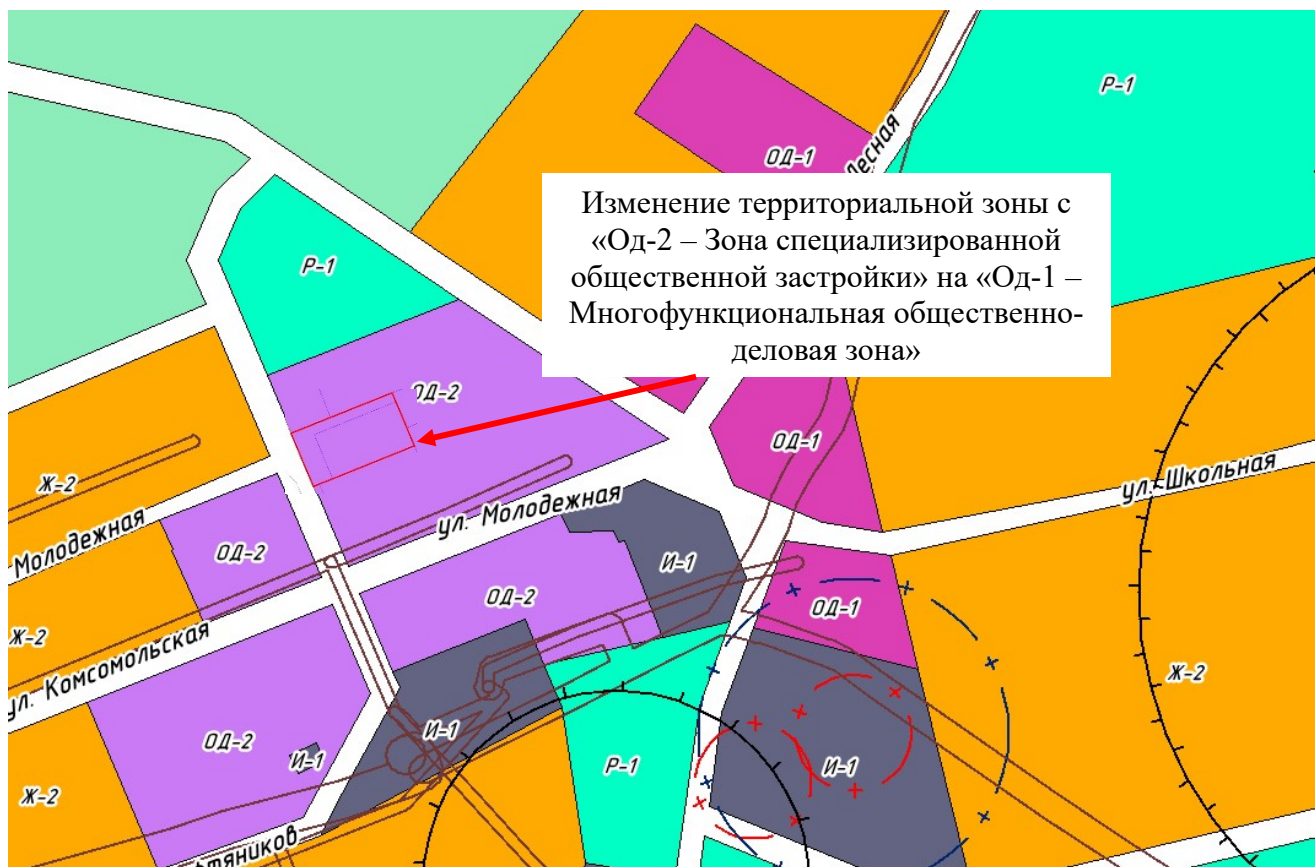 Р-1
ОД-1
Лесная
Изменение территориальной зоны с
«Од-2 – Зона специализированной
общественной застройки» на «Од-1 –
Многофункциональная общественно-
деловая зона»
Р-1
ОД-2
ОД-1
ул. Школьная
Ж-2
ул. Молодежная
Молодежная
ОД-2
И-1
ОД-2
ОД-1
Ж-2
ул. Комсомольская
Ж-2
ОД-2
И-1
И-1
Р-1
И-1
Ж-2